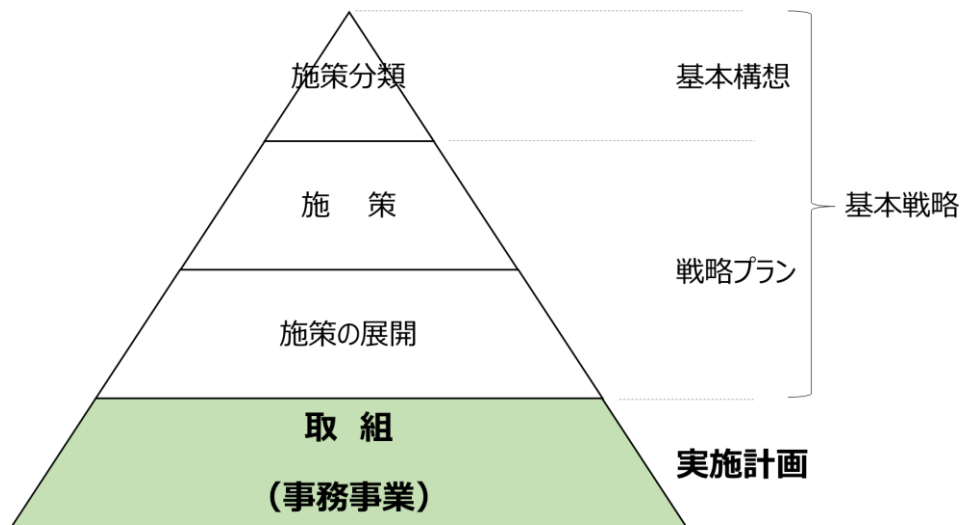 施策分類
基本構想
施 策
基本戦略
戦略プラン
施策の展開
取 組
(事務事業)
実施計画